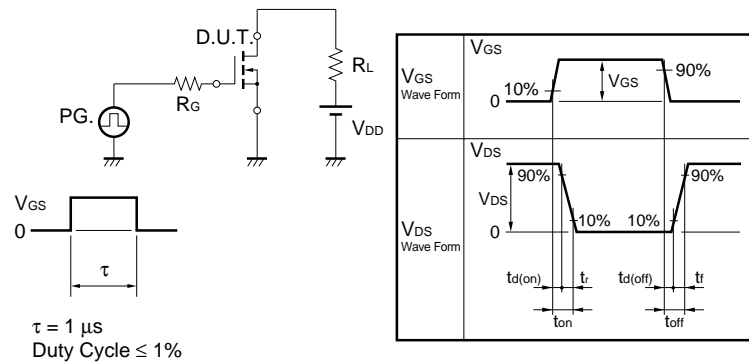 D.U.T.
RL
RG
PG.
VDD
VGS
0
τ
τ = 1 μs
Duty Cycle ≤ 1%
VGS
Wave Form
VGS
10%
VGS
90%
0
VDS
Wave Form
VDS
90%
90%
VDS
10%
10%
0
td(on)
tr
td(off)
tf
ton
toff